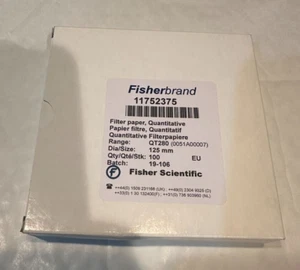 Fisherbrand
11752375
Filter paper, Quantitative
Papier filtre, Quantitatif
Quantitative Filterpapiere
Range: QT280 (0051A00007)
Dia/Size: 125 mm
Qty/Qté/Stk: 100 EU
Batch: 19-106
Fisher Scientific